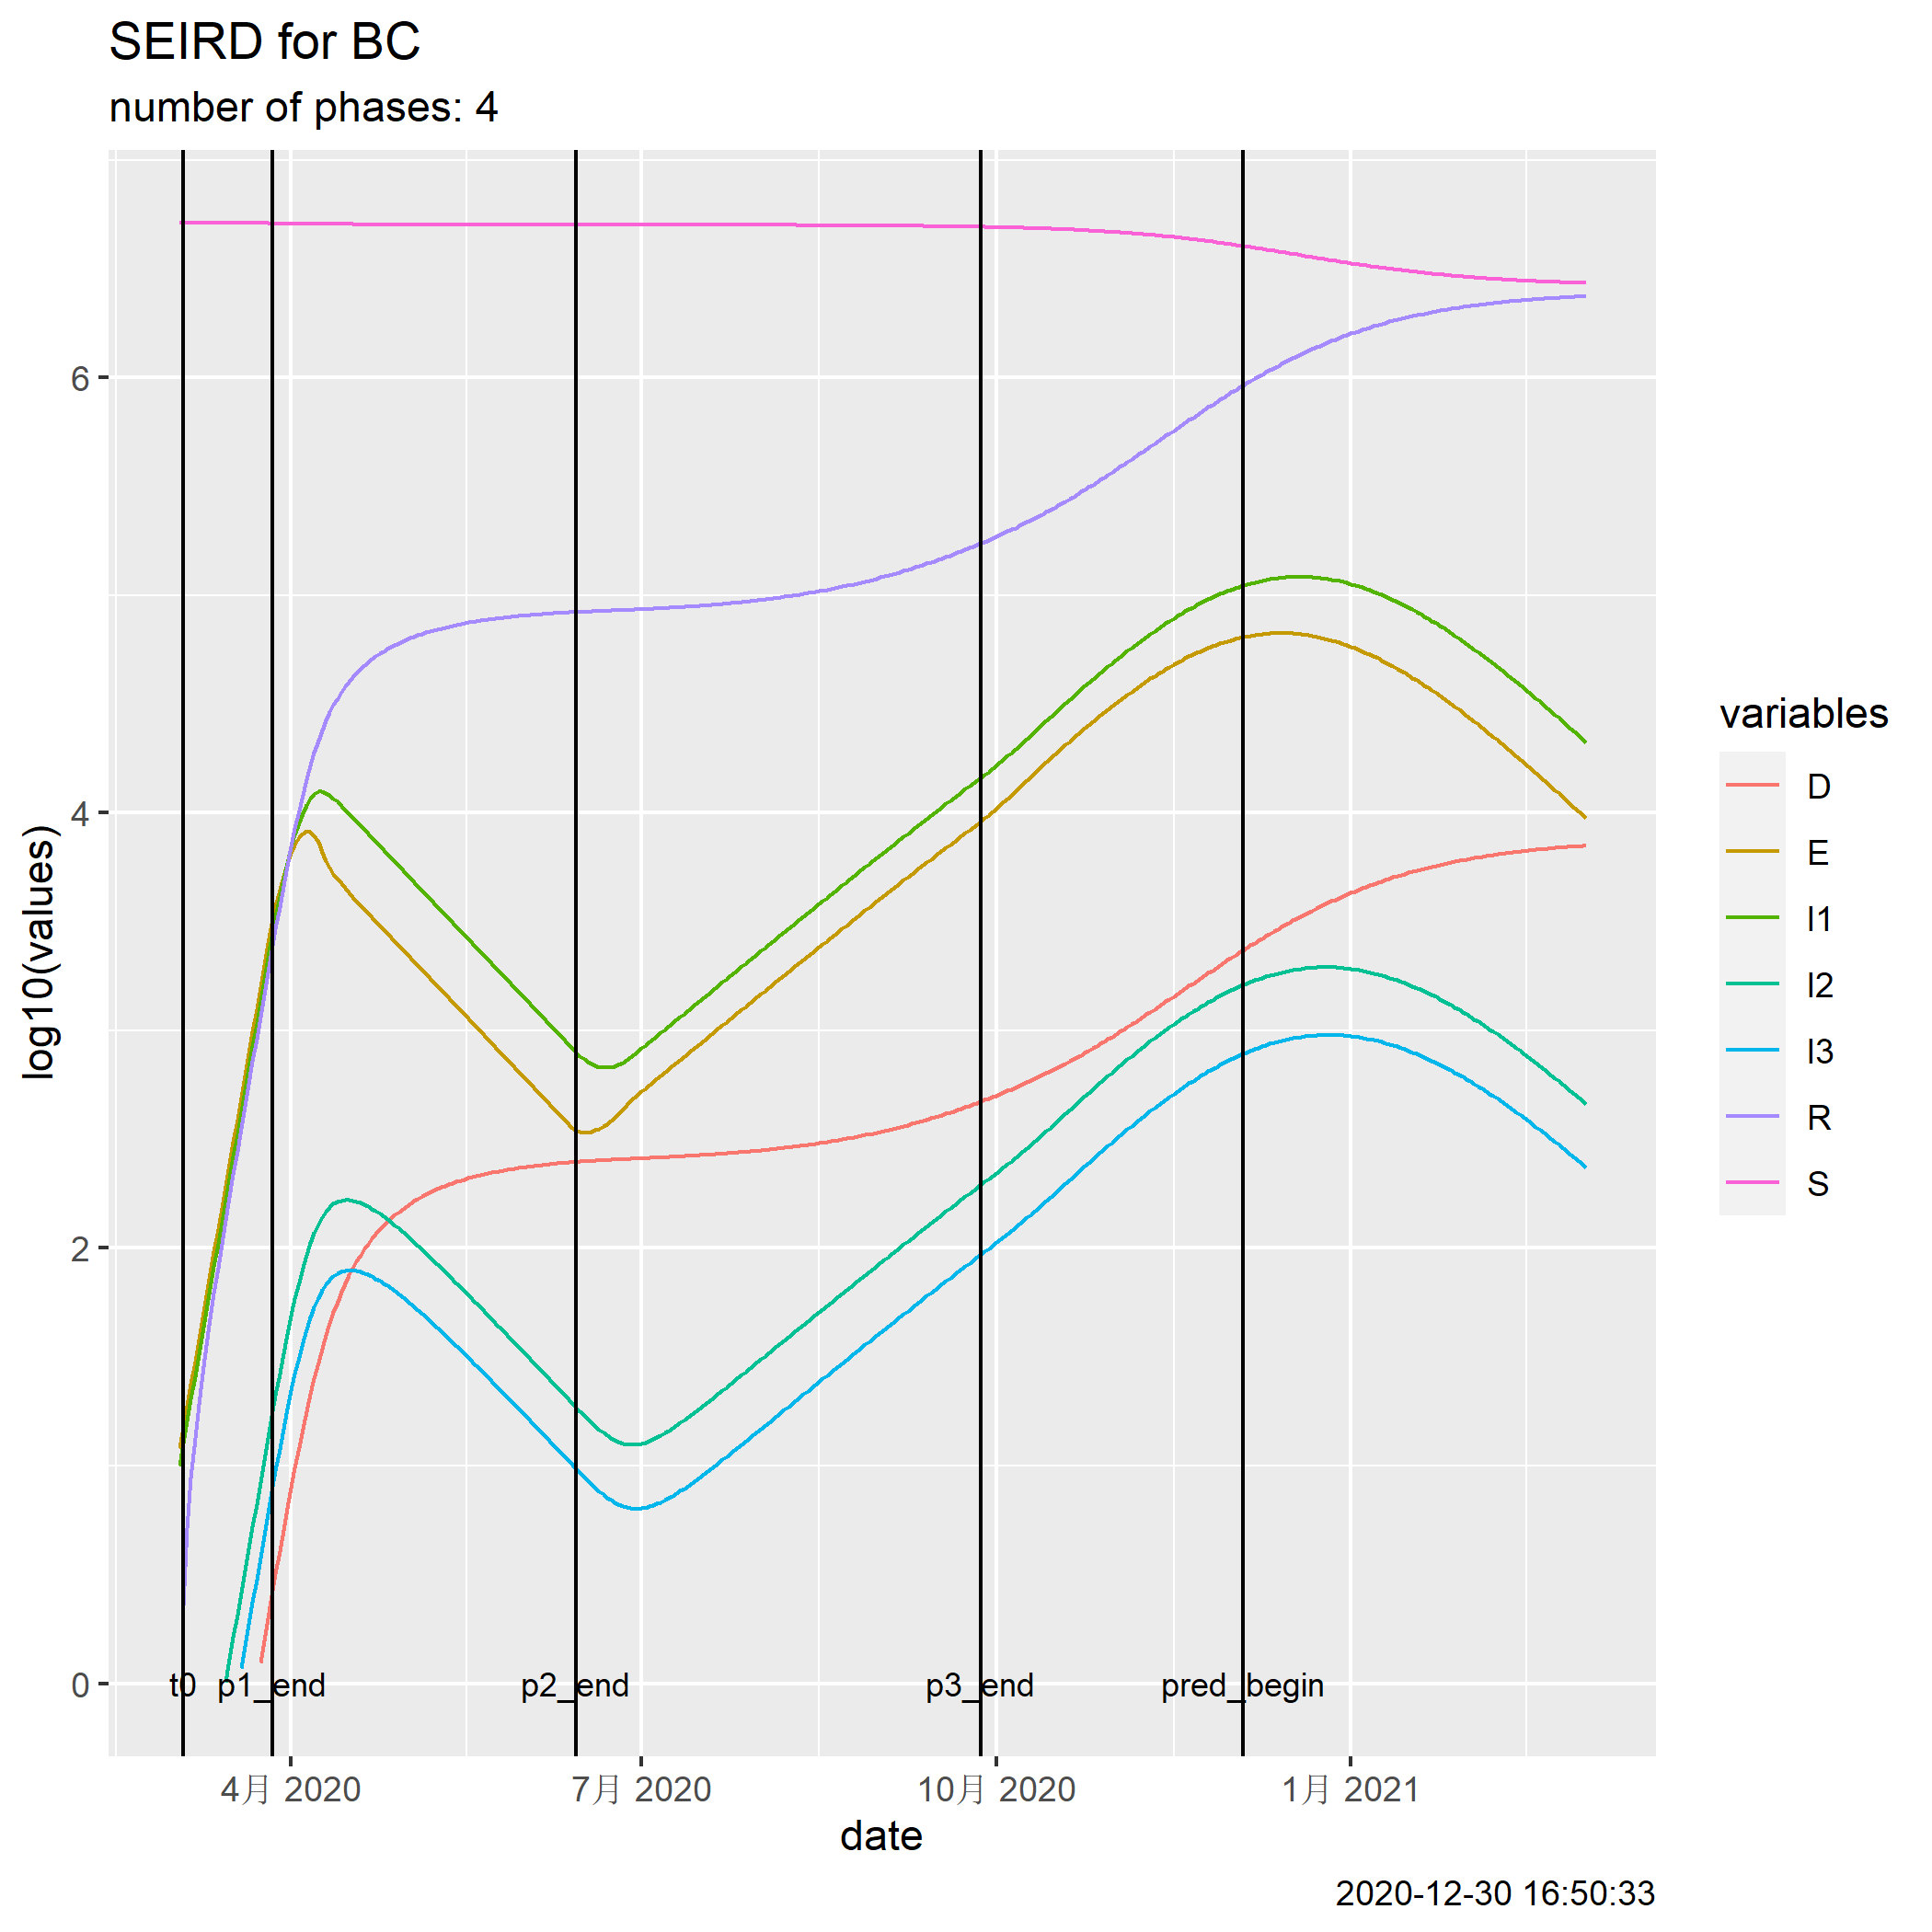 SEIRD for BC
number of phases: 4
log10(values)
6
4
2
0
t0 p1_end p2_end p3_end pred_begin
4月 2020 7月 2020 10月 2020 1月 2021
date
variables
D
E
I1
I2
I3
R
S
2020-12-30 16:50:33